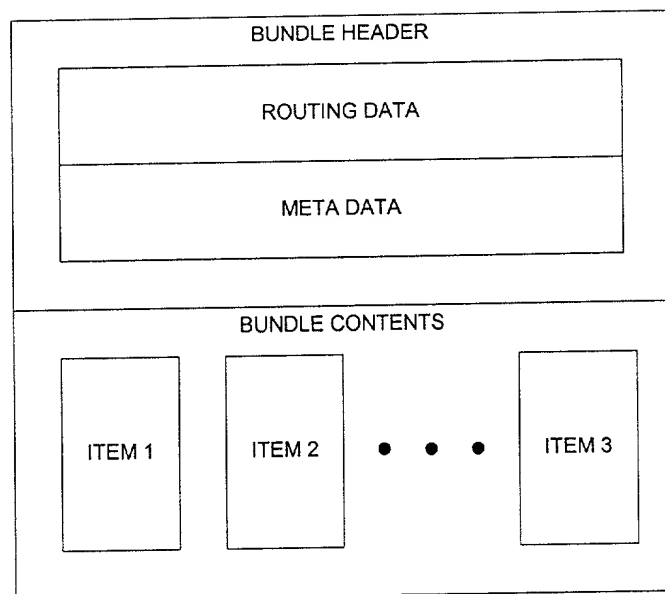 BUNDLE HEADER
ROUTING DATA
META DATA
BUNDLE CONTENTS
ITEM 1
ITEM 2
ITEM 3